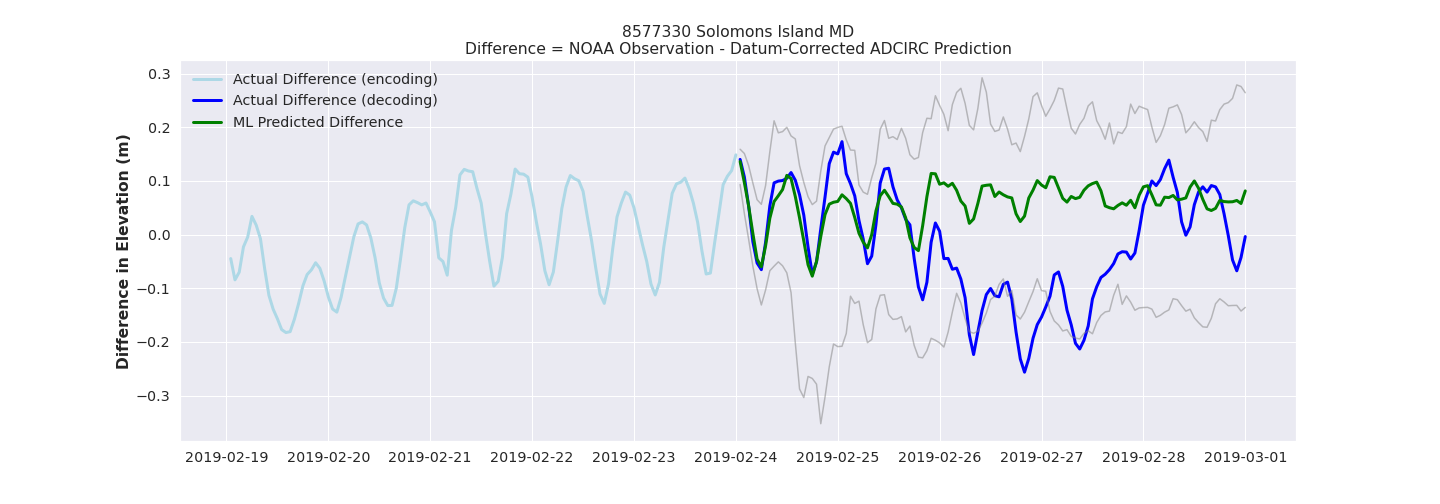 8577330 Solomons Island MD
Difference = NOAA Observation - Datum-Corrected ADCIRC Prediction
Actual Difference (encoding)
Actual Difference (decoding)
ML Predicted Difference
Difference in Elevation (m)
0.3
0.2
0.1
0.0
−0.1
−0.2
−0.3
2019-02-19 2019-02-20 2019-02-21 2019-02-22 2019-02-23 2019-02-24 2019-02-25 2019-02-26 2019-02-27 2019-02-28 2019-03-01